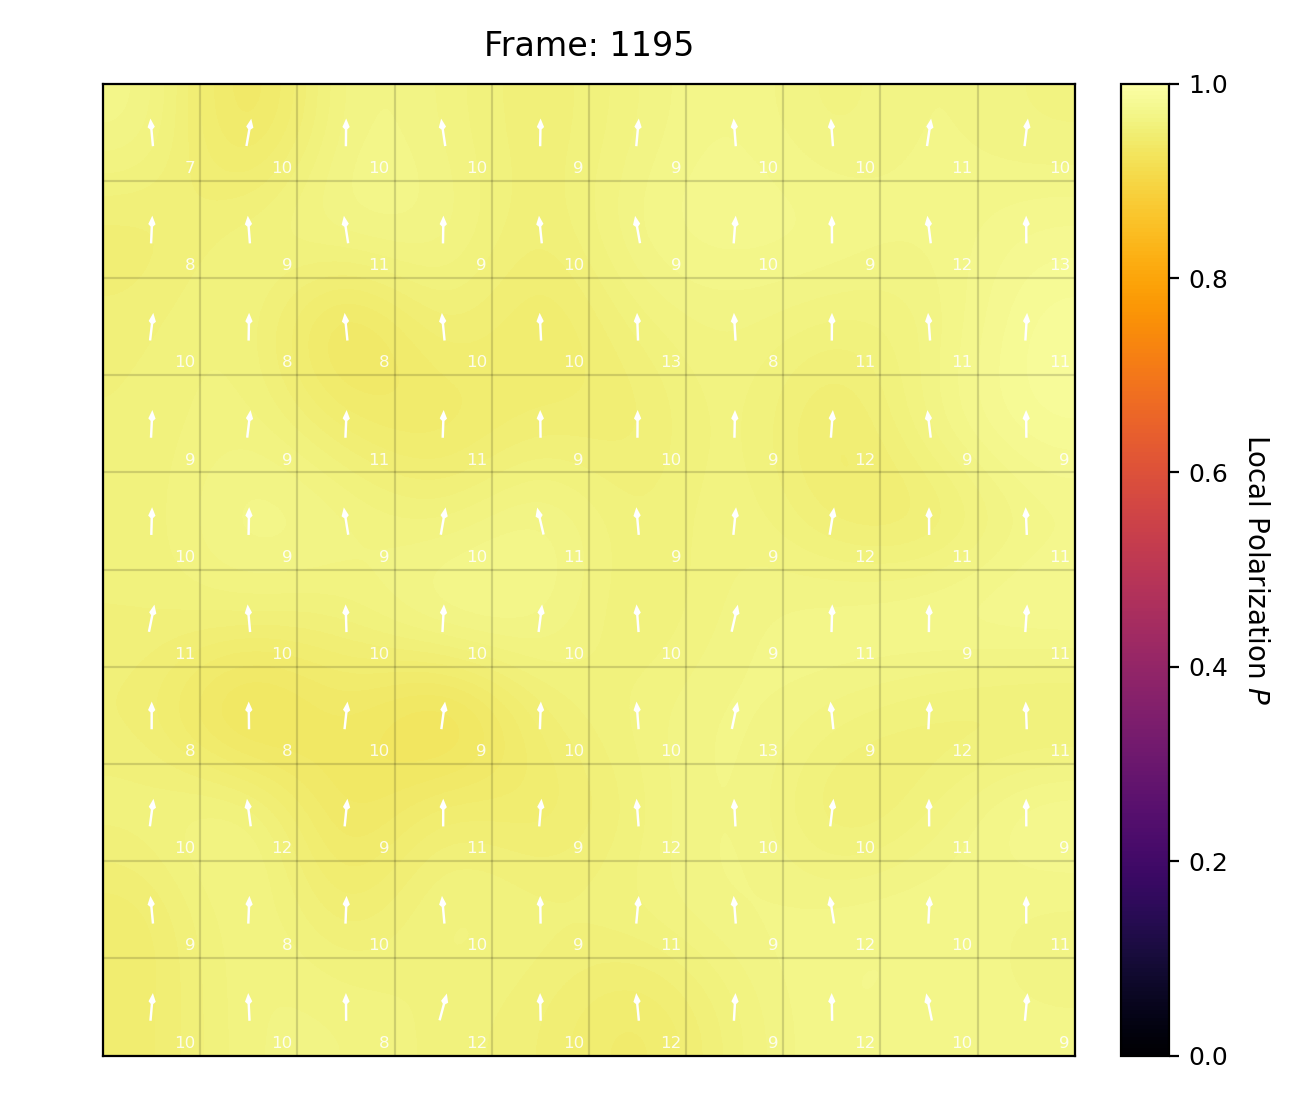 Frame: 1195
7 10 10 10 9 9 10 10 11 10
8 9 11 9 10 9 10 9 12 13
10 8 8 10 10 13 8 11 11 11
9 9 11 11 9 10 9 12 9 9
10 9 9 10 11 9 9 12 11 11
11 10 10 10 10 10 9 11 9 11
8 8 10 9 10 10 13 9 12 11
10 12 9 11 9 12 10 10 11 9
9 8 10 10 9 11 9 12 10 11
10 10 8 12 10 12 9 12 10 9
1.0
0.8
0.6
0.4
0.2
0.0
Local Polarization P